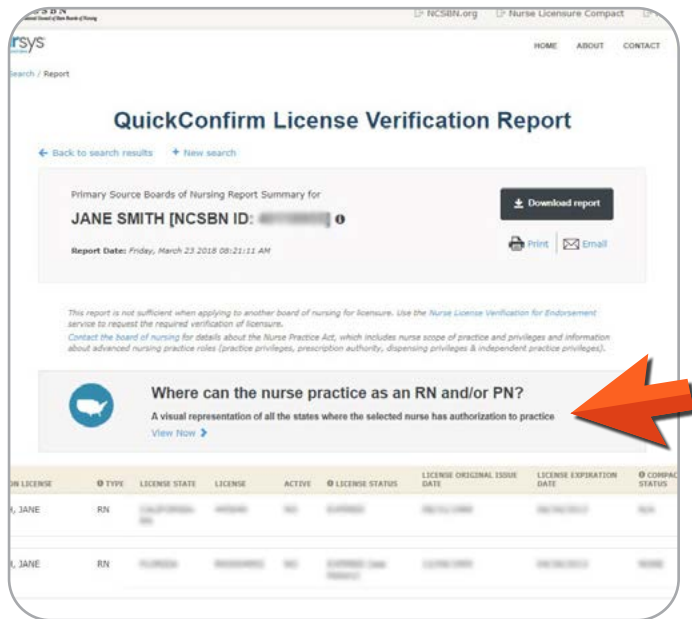 NCSBN.org Nurse Licensure Compact
rsys
HOME ABOUT CONTACT
Search / Report
QuickConfirm License Verification Report
Back to search results + New search
Primary Source Boards of Nursing Report Summary for
JANE SMITH [NCSBN ID: ]
Download report
Report Date: Friday, March 23 2018 08:21:11 AM
Print Email
This report is not sufficient when applying to another board of nursing for licensure. Use the Nurse License Verification for Endorsement
service to request the required verification of licensure.
Contact the board of nursing for details about the Nurse Practice Act, which includes nurse scope of practice and privileges and information
about advanced nursing practice roles (practice privileges, prescription authority, dispensing privileges & independent practice privileges).
Where can the nurse practice as an RN and/or PN?
A visual representation of all the states where the selected nurse has authorization to practice
View Now
ON LICENSE TYPE LICENSE STATE LICENSE ACTIVE LICENSE STATUS LICENSE ORIGINAL ISSUE DATE LICENSE EXPIRATION DATE COMPAC STATUS
, JANE RN
, JANE RN